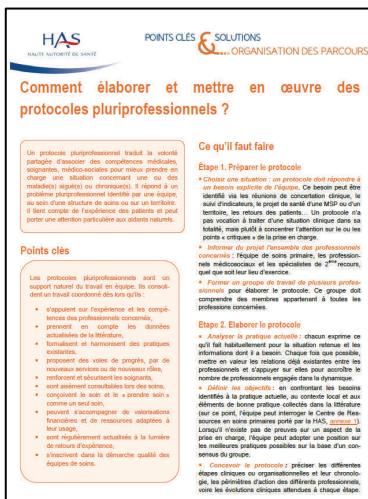 HAS
HAUTE AUTORITÉ DE SANTÉ
POINTS CLÉS & SOLUTIONS
ORGANISATION DES PARCOURS
Comment élaborer et mettre en œuvre des
protocoles pluriprofessionnels ?
Un protocole pluriprofessionnel traduit la volonté
partagée d'associer des compétences médicales,
soignantes, médico-sociales pour mieux prendre en
charge une situation concernant une ou des
maladie(s) aiguë(s) ou chronique(s). Il répond à un
problème pluriprofessionnel identifié par une équipe,
au sein d'un structure de soins ou sur un territoire.
Il tient compte de l'expérience des patients et peut
porter une attention particulière aux aidants naturels.
Points clés
Les protocoles pluriprofessionnels sont un
support naturel du travail en équipe. Ils consoli-
dent un travail coordonné dès lors qu'ils :
• s'appuient sur l'expérience et les compé-
tences des professionnels concernés,
• prennent en compte les données
actualisées de la littérature,
• formalisent et harmonisent des pratiques
existantes,
• proposent des voies de progrès, par de
nouveaux services ou de nouveaux rôles,
• renforcent et sécurisent les soignants,
• sont aisément consultables lors des soins,
• conçoivent le soin et le « prendre soin »
comme un seul soin,
• peuvent s'accompagner de valorisations
financières et de ressources adaptées à
leur usage,
• sont régulièrement actualisés à la lumière
de retours d'expérience,
• s'inscrivent dans la démarche qualité des
équipes de soins.
Ce qu'il faut faire
Étape 1. Préparer le protocole
• Choisir une situation : un protocole doit répondre à
un besoin explicite de l'équipe. Ce besoin peut être
identifié via les réunions de concertation clinique, le
suivi d'indicateurs, le projet de santé d'une MSP ou d'un
territoire, les retours des patients… Un protocole n'a
pas vocation à traiter d'une situation clinique dans sa
totalité, mais plutôt à concentrer l'attention sur le ou les
points « critiques » de la prise en charge.
• Informer du projet l'ensemble des professionnels
concernés : l'équipe de soins primaire, les profession-
nels médicosociaux et les spécialistes de 2ème recours,
quel que soit leur lieu d'exercice.
• Former un groupe de travail de plusieurs profes-
sionnels pour élaborer le protocole. Ce groupe doit
comprendre des membres appartenant à toutes les
professions concernées.
Etape 2. Elaborer le protocole
• Analyser la pratique actuelle : chacun exprime ce
qu'il fait habituellement pour la situation retenue et les
informations dont il a besoin. Chaque fois que possible,
mettre en valeur les relations déjà existantes entre les
professionnels et s'appuyer sur elles pour accroître le
nombre de professionnels engagés dans la dynamique.
• Définir les objectifs : en confrontant les besoins
identifiés à la pratique actuelle, au contexte local et aux
éléments de bonne pratique collectés dans la littérature
(sur ce point, l'équipe peut interroger le Centre de Res-
sources en soins primaires porté par la HAS, annexe 1).
Lorsqu'il n'existe pas de preuves sur un aspect de la
prise en charge, l'équipe peut adopter une position sur
les meilleures pratiques possibles sur la base d'un con-
sensus du groupe.
• Concevoir le protocole : préciser les différentes
étapes cliniques ou organisationnelles et leur chronolo-
gie, les périmètres d'action des différents professionnels,
voire les évolutions cliniques attendues à chaque étape.